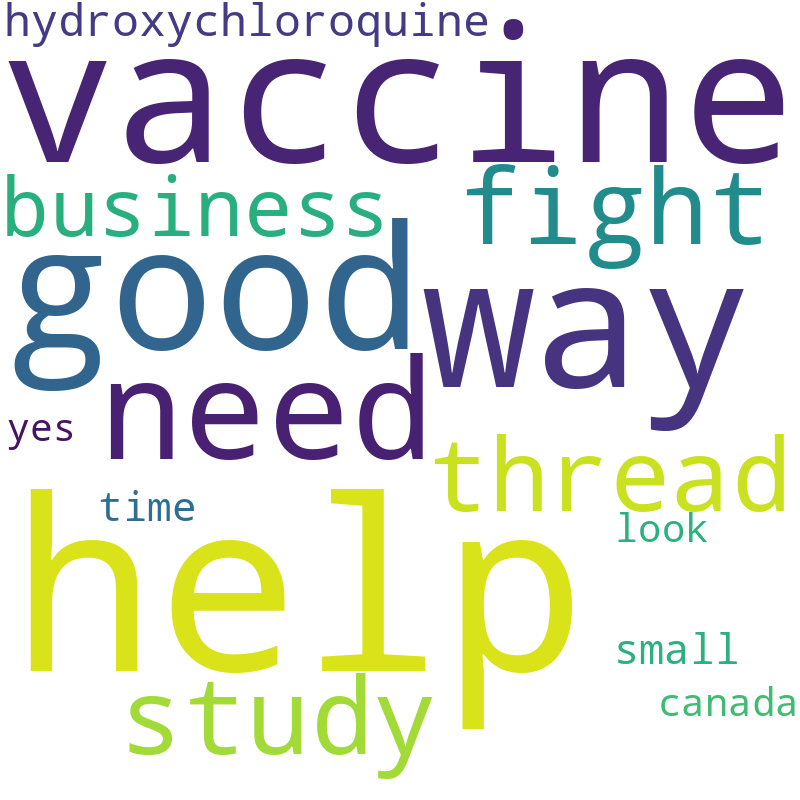 hydroxychloroquine
vaccine
business
fight
good
way
need
yes
thread
time
look
help
small
study
canada